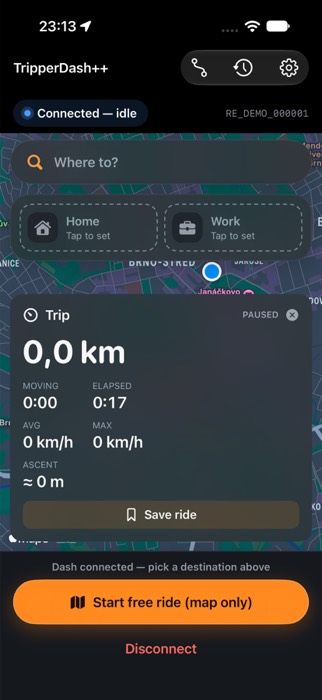 23:13
TripperDash++
Connected — idle
RE_DEMO_000001
Where to?
Home
Tap to set
Work
Tap to set
BRNO-STŘED
Janáčkovo
Trip
PAUSED
0,0 km
MOVING
ELAPSED
0:00
0:17
AVG
MAX
0 km/h
0 km/h
ASCENT
≈ 0 m
Save ride
Dash connected — pick a destination above
Start free ride (map only)
Disconnect